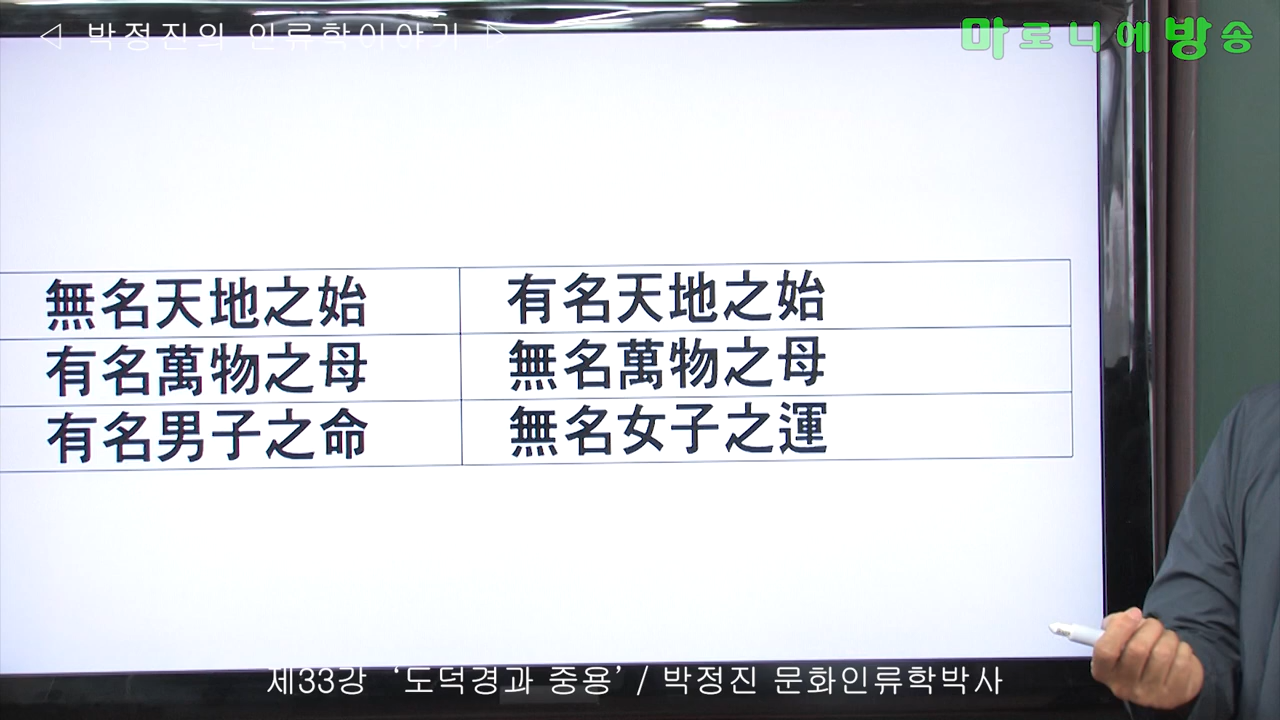 ◁ 박정진의 인류학이야기 ▷
마로니에방송
無名天地之始 有名天地之始
有名萬物之母 無名萬物之母
有名男子之命 無名女子之運
제33강 ‘도덕경과 중용’ / 박정진 문화인류학박사